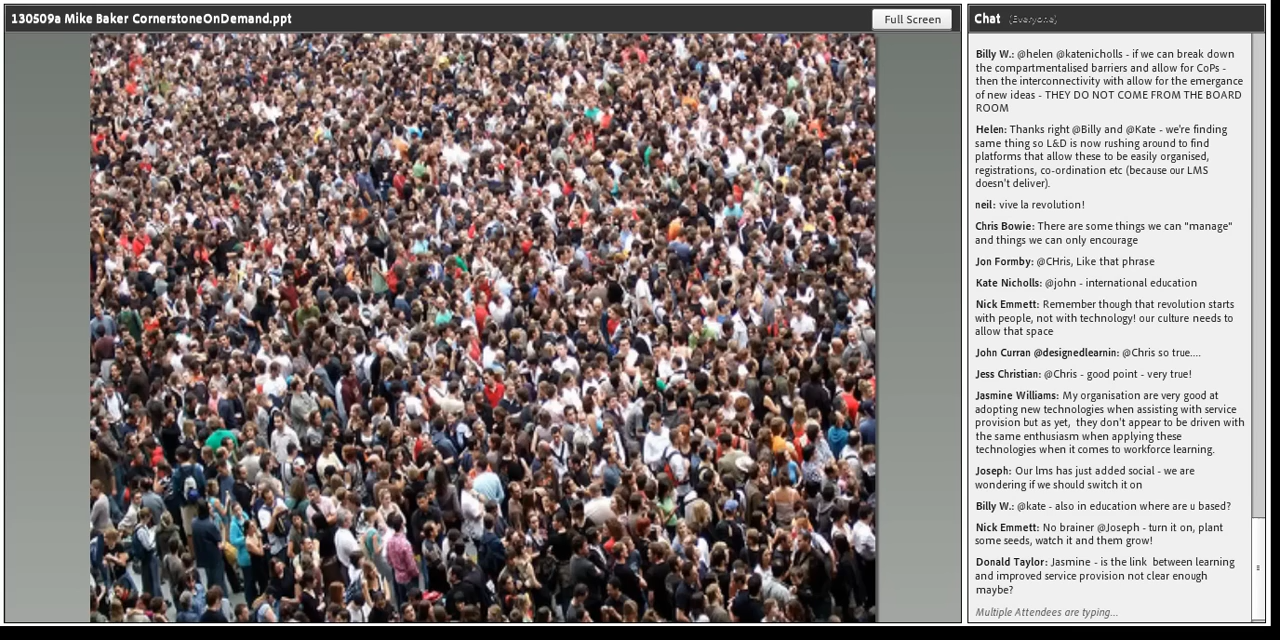 130509a Mike Baker CornerstoneOnDemand.ppt
Full Screen
Chat (Everyone)
Billy W.: @helen @katenicholls - if we can break down
the compartmentalised barriers and allow for CoPs -
then the interconnectivity with allow for the emergance
of new ideas - THEY DO NOT COME FROM THE BOARD
ROOM
Helen: Thanks right @Billy and @Kate - we're finding
same thing so L&D is now rushing around to find
platforms that allow these to be easily organised,
registrations, co-ordination etc (because our LMS
doesn't deliver).
neil: vive la revolution!
Chris Bowie: There are some things we can "manage"
and things we can only encourage
Jon Formby: @CHris, Like that phrase
Kate Nicholls: @john - international education
Nick Emmett: Remember though that revolution starts
with people, not with technology! our culture needs to
allow that space
John Curran @designedlearnin: @Chris so true....
Jess Christian: @Chris - good point - very true!
Jasmine Williams: My organisation are very good at
adopting new technologies when assisting with service
provision but as yet, they don't appear to be driven with
the same enthusiasm when applying these
technologies when it comes to workforce learning.
Joseph: Our lms has just added social - we are
wondering if we should switch it on
Billy W.: @kate - also in education where are u based?
Nick Emmett: No brainer @Joseph - turn it on, plant
some seeds, watch it and them grow!
Donald Taylor: Jasmine - is the link between learning
and improved service provision not clear enough
maybe?
Multiple Attendees are typing...